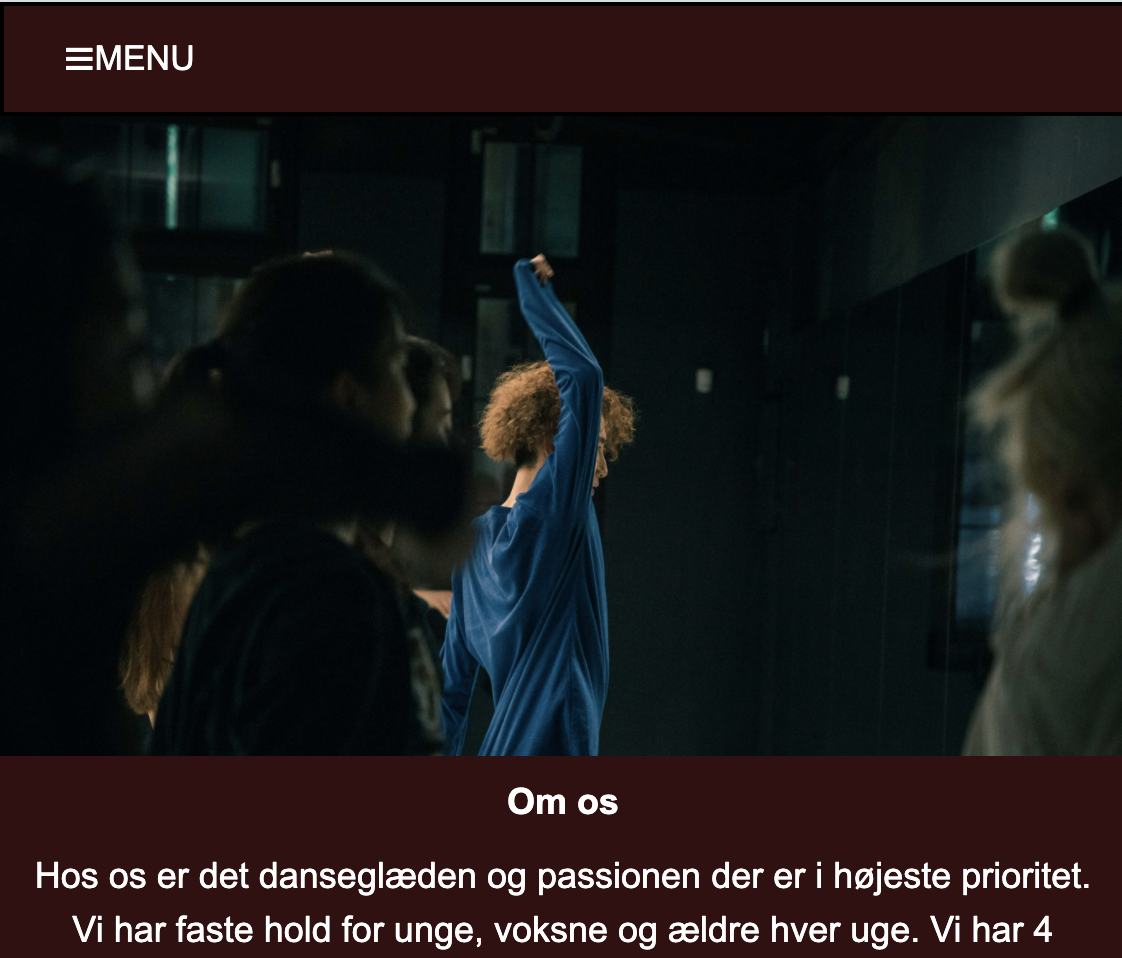 MENU
Om os
Hos os er det danseglæden og passionen der er i højeste prioritet.
Vi har faste hold for unge, voksne og ældre hver uge. Vi har 4